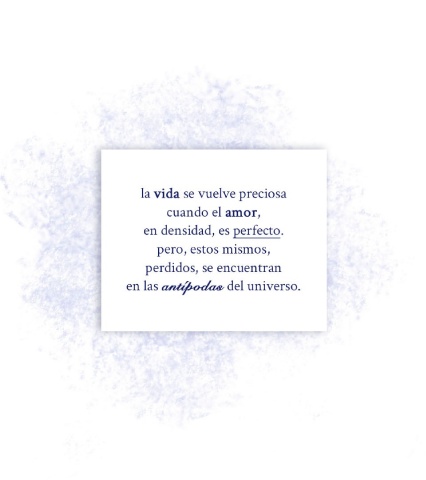 la vida se vuelve preciosa
cuando el amor,
en densidad, es perfecto.
pero, estos mismos,
perdidos, se encuentran
en las antípodas del universo.